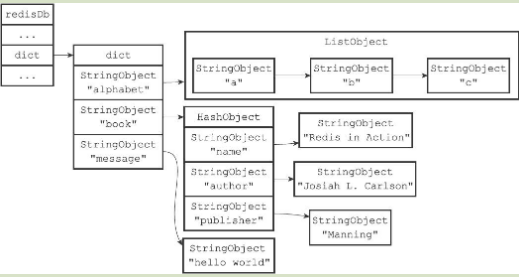 redisDb
...
dict
...
dict
StringObject
"alphabet"
StringObject
"book"
StringObject
"message"
ListObject
StringObject
"a"
StringObject
"b"
StringObject
"c"
HashObject
StringObject
"name"
StringObject
"author"
StringObject
"publisher"
StringObject
"Redis in Action"
StringObject
"Josiah L. Carlson"
StringObject
"Manning"
StringObject
"hello world"